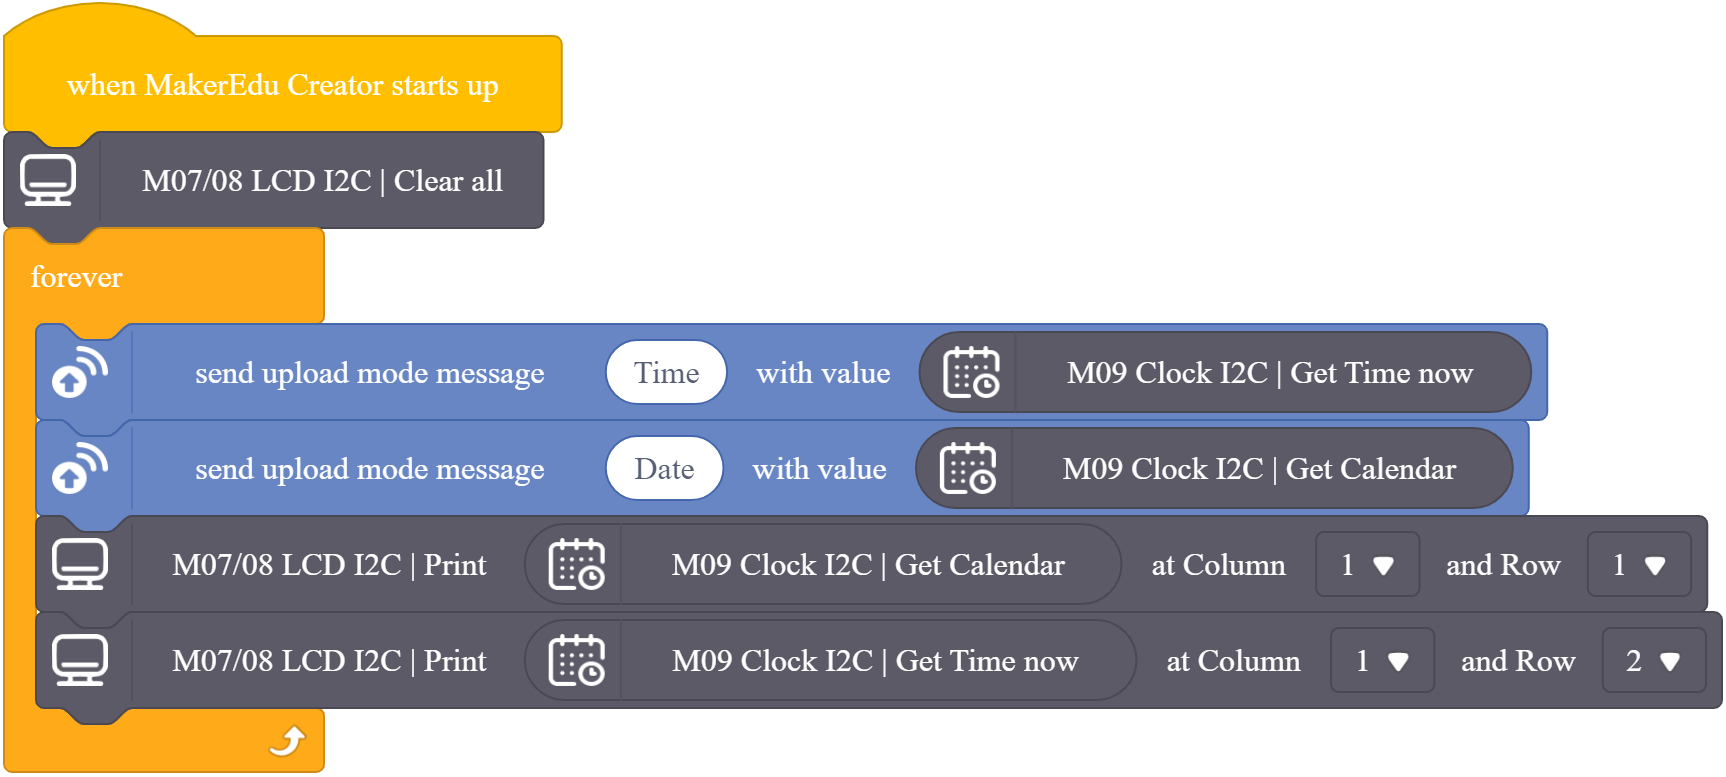 when MakerEdu Creator starts up
M07/08 LCD I2C | Clear all
forever
send upload mode message Time with value M09 Clock I2C | Get Time now
send upload mode message Date with value M09 Clock I2C | Get Calendar
M07/08 LCD I2C | Print M09 Clock I2C | Get Calendar at Column 1 and Row 1
M07/08 LCD I2C | Print M09 Clock I2C | Get Time now at Column 1 and Row 2